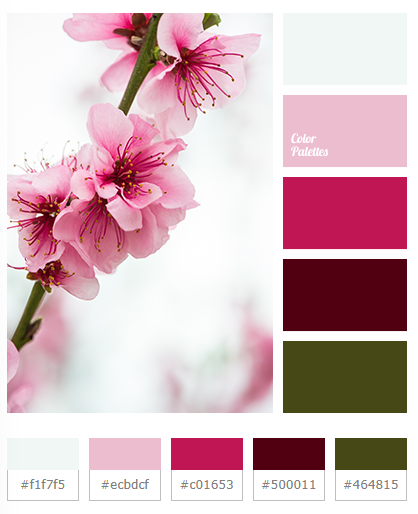 Color
Palettes
#f1f7f5
#ecbdcf
#c01653
#500011
#464815